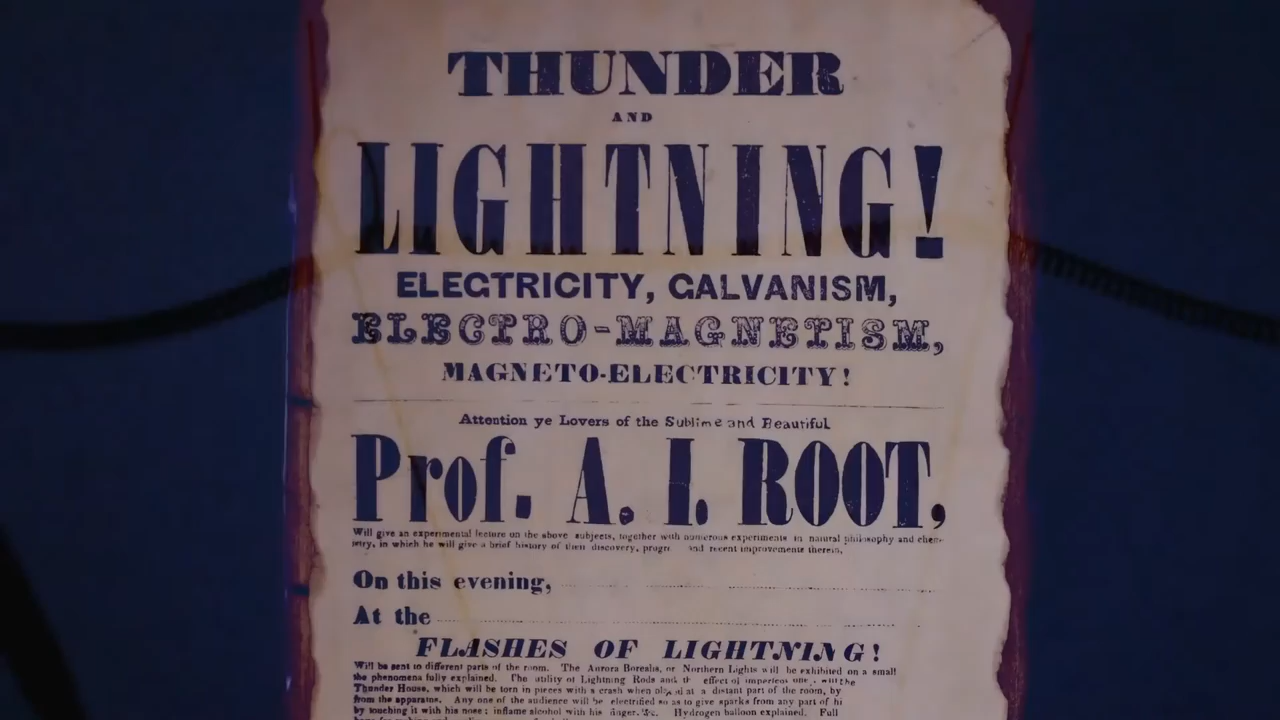 THUNDER
AND
LIGHTNING!
ELECTRICITY, GALVANISM,
ELECTRO-MAGNETISM,
MAGNETO-ELECTRICITY!
Attention ye Lovers of the Sublime and Beautiful
Prof. A. I. ROOT,
Will give an experimental lecture on the above subjects, together with numerous experiments in natural philosophy and chem-
istry, in which he will give a brief history of their discovery, progr and recent improvements therein,
On this evening,
At the
FLASHES OF LIGHTNING!
Will be sent to different parts of the room. The Aurora Borealis, or Northern Lights will be exhibited on a small
the phenomena fully explained. The utility of Lightning Rods and th effect of imperfect the
Thunder House, which will be torn in pieces with a crash when at a distant part of the room, by
from the apparatus. Any one of the audience will be electrified so as to give sparks from any part of hi
by touching it with his nose; inflame alcohol with his finger, &c. Hydrogen balloon explained. Full